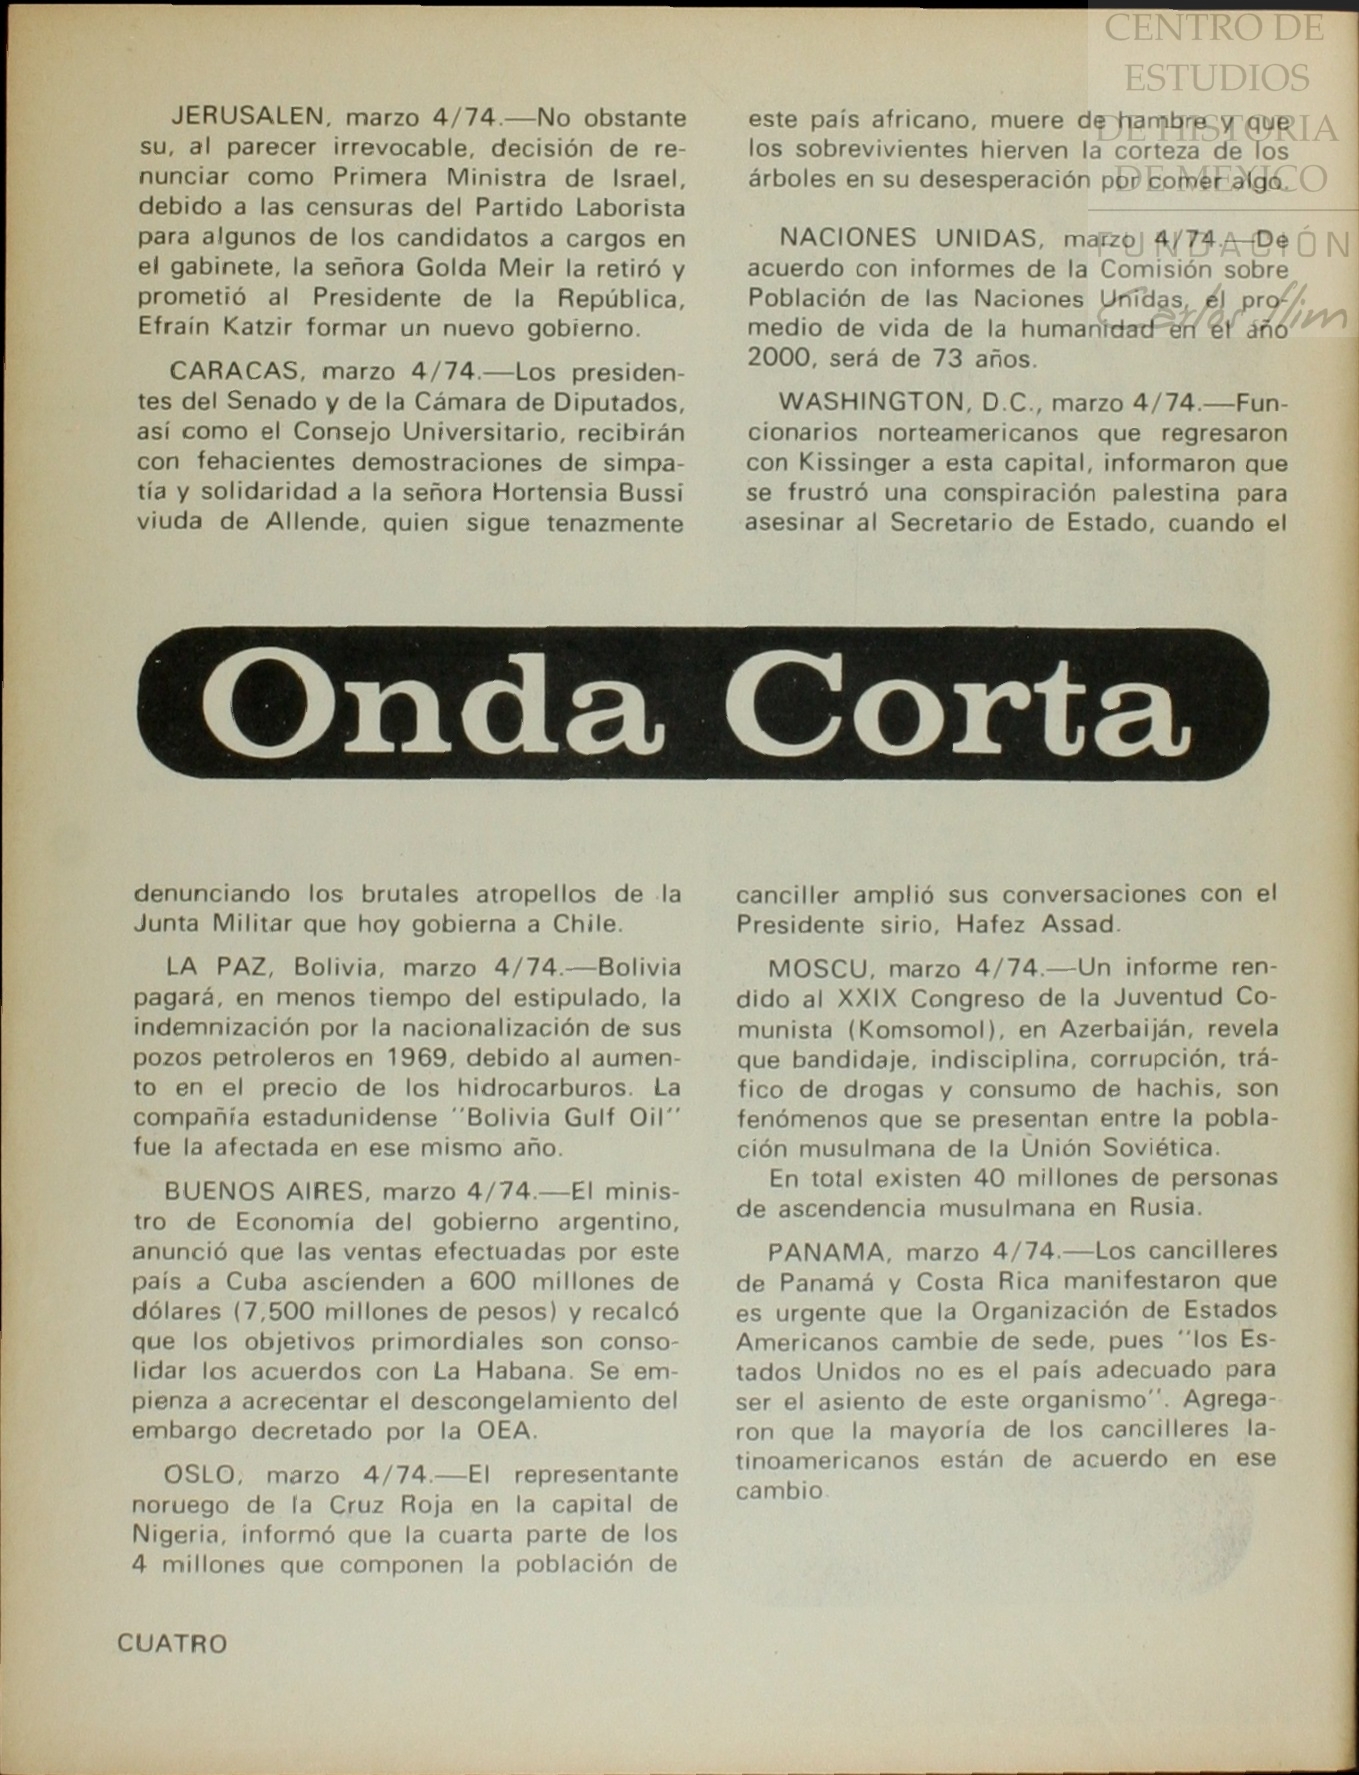 JERUSALEN, marzo 4/74.—No obstante
su, al parecer irrevocable, decisión de re-
nunciar como Primera Ministra de Israel,
debido a las censuras del Partido Laborista
para algunos de los candidatos a cargos en
el gabinete, la señora Golda Meir la retiró y
prometió al Presidente de la República,
Efraín Katzir formar un nuevo gobierno.
CARACAS, marzo 4/74.—Los presiden-
tes del Senado y de la Cámara de Diputados,
así como el Consejo Universitario, recibirán
con fehacientes demostraciones de simpa-
tía y solidaridad a la señora Hortensia Bussi
viuda de Allende, quien sigue tenazmente
denunciando los brutales atropellos de la
Junta Militar que hoy gobierna a Chile.
LA PAZ, Bolivia, marzo 4/74.—Bolivia
pagará, en menos tiempo del estipulado, la
indemnización por la nacionalización de sus
pozos petroleros en 1969, debido al aumen-
to en el precio de los hidrocarburos. La
compañía estadunidense "Bolivia Gulf Oil"
fue la afectada en ese mismo año.
BUENOS AIRES, marzo 4/74.—El minis-
tro de Economía del gobierno argentino,
anunció que las ventas efectuadas por este
país a Cuba ascienden a 600 millones de
dólares (7,500 millones de pesos) y recalcó
que los objetivos primordiales son conso-
lidar los acuerdos con La Habana. Se em-
pienza a acrecentar el descongelamiento del
embargo decretado por la OEA.
OSLO, marzo 4/74.—El representante
noruego de la Cruz Roja en la capital de
Nigeria, informó que la cuarta parte de los
4 millones que componen la población de
este país africano, muere de hambre y que
los sobrevivientes hierven la corteza de los
árboles en su desesperación por comer algo.
NACIONES UNIDAS, marzo 4/74.—De
acuerdo con informes de la Comisión sobre
Población de las Naciones Unidas, el pro-
medio de vida de la humanidad en el año
2000, será de 73 años.
WASHINGTON, D.C., marzo 4/74.—Fun-
cionarios norteamericanos que regresaron
con Kissinger a esta capital, informaron que
se frustró una conspiración palestina para
asesinar al Secretario de Estado, cuando el
canciller amplió sus conversaciones con el
Presidente sirio, Hafez Assad.
MOSCU, marzo 4/74.—Un informe ren-
dido al XXIX Congreso de la Juventud Co-
munista (Komsomol), en Azerbaiján, revela
que bandidaje, indisciplina, corrupción, trá-
fico de drogas y consumo de hachis, son
fenómenos que se presentan entre la pobla-
ción musulmana de la Unión Soviética.
En total existen 40 millones de personas
de ascendencia musulmana en Rusia.
PANAMA, marzo 4/74.—Los cancilleres
de Panamá y Costa Rica manifestaron que
es urgente que la Organización de Estados
Americanos cambie de sede, pues "los Es-
tados Unidos no es el país adecuado para
ser el asiento de este organismo". Agrega-
ron que la mayoría de los cancilleres la-
tinoamericanos están de acuerdo en ese
cambio.
Onda Corta
CUATRO
CENTRO DE
ESTUDIOS
DE HISTORIA
DE MEXICO
FUNDACIÓN
Carlos Slim